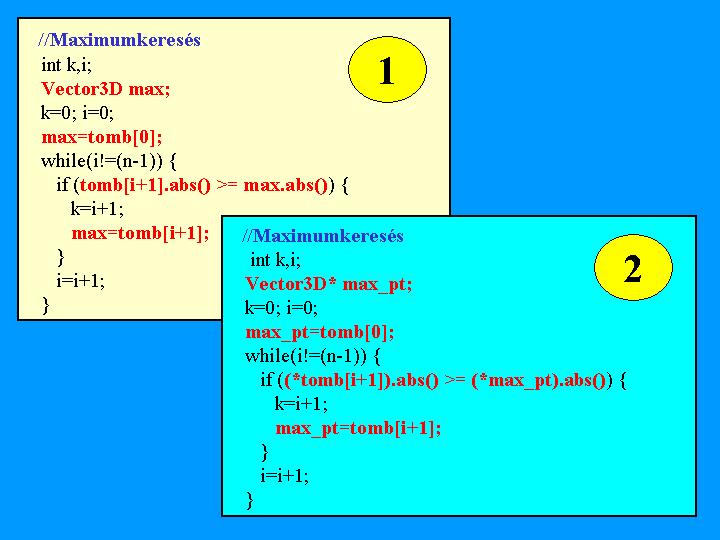 //Maximumkeresés
int k,i;
Vector3D max;
k=0; i=0;
max=tomb[0];
while(i!=(n-1)) {
if (tomb[i+1].abs() >= max.abs()) {
k=i+1;
max=tomb[i+1];
}
i=i+1;
}
1
//Maximumkeresés
int k,i;
Vector3D* max_pt;
k=0; i=0;
max_pt=tomb[0];
while(i!=(n-1)) {
if ((*tomb[i+1]).abs() >= (*max_pt).abs()) {
k=i+1;
max_pt=tomb[i+1];
}
i=i+1;
}
2